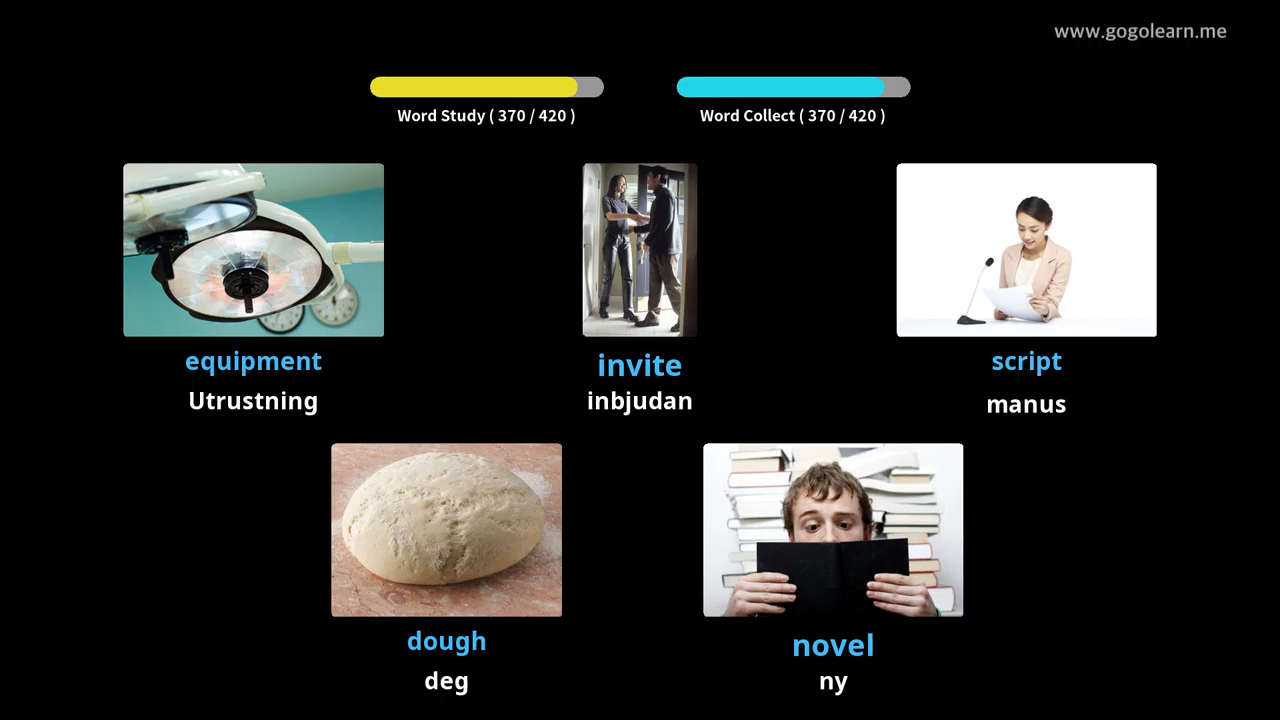 www.gogolearn.me
Word Study ( 370 / 420 )
Word Collect ( 370 / 420 )
equipment
Utrustning
invite
inbjudan
script
manus
dough
deg
novel
ny